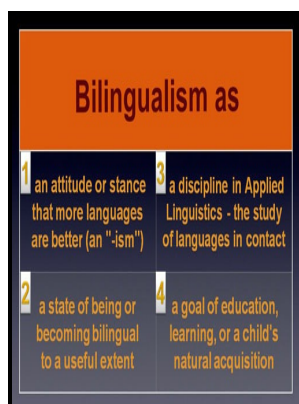 Bilingualism as
1
an attitude or stance
that more languages
are better (an "-ism")
2
a state of being or
becoming bilingual
to a useful extent
3
a discipline in Applied
Linguistics - the study
of languages in contact
4
a goal of education,
learning, or a child's
natural acquisition